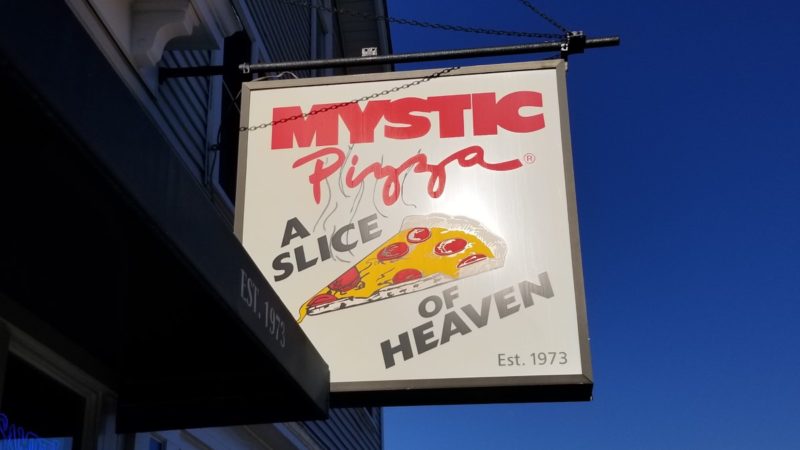 MYSTIC
Pizza®
A
SLICE
OF
HEAVEN
Est. 1973
EST. 1973